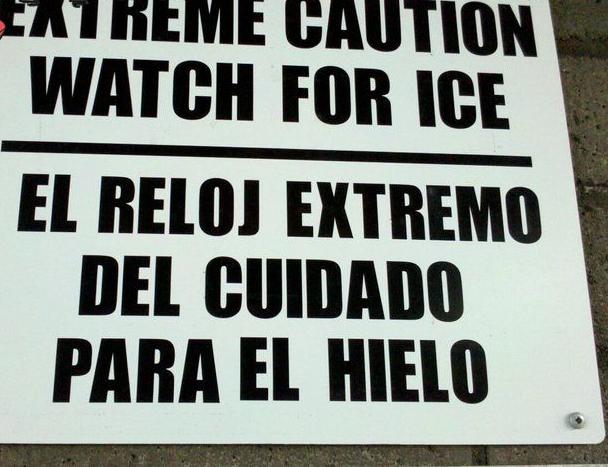 EXTREME CAUTION
WATCH FOR ICE
EL RELOJ EXTREMO
DEL CUIDADO
PARA EL HIELO